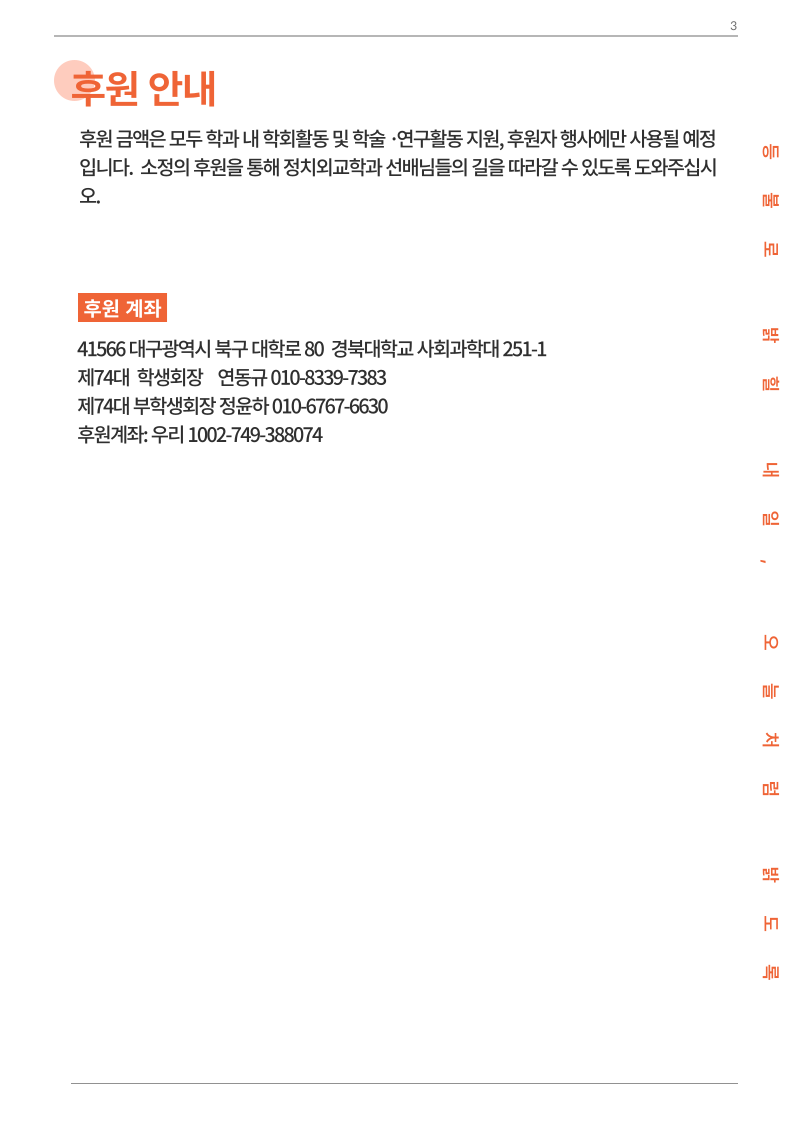 3
후원 안내
후원 금액은 모두 학과 내 학회활동 및 학술 ·연구활동 지원, 후원자 행사에만 사용될 예정
입니다. 소정의 후원을 통해 정치외교학과 선배님들의 길을 따라갈 수 있도록 도와주십시
오.
후원 계좌
41566 대구광역시 북구 대학로 80 경북대학교 사회과학대 251-1
제74대 학생회장 연동규 010-8339-7383
제74대 부학생회장 정윤하 010-6767-6630
후원계좌: 우리 1002-749-388074
등불로 밝힐 내일, 오늘처럼 밝도록